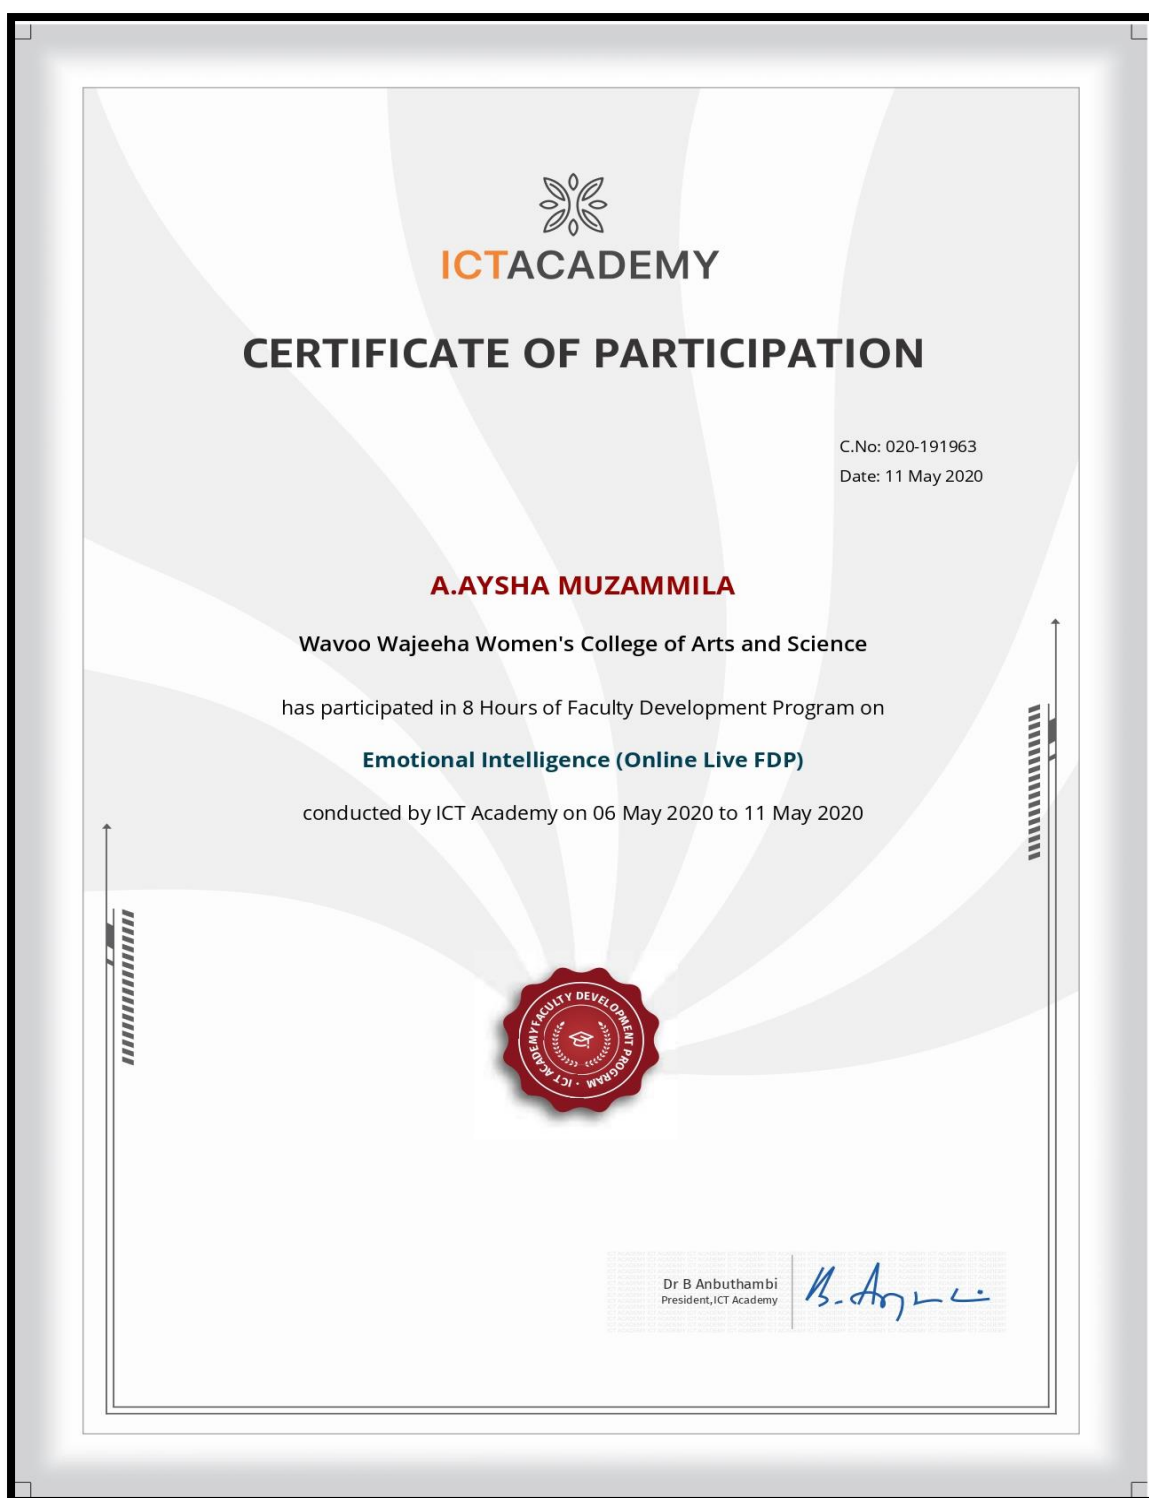 ICTACADEMY
CERTIFICATE OF PARTICIPATION
C.No: 020-191963
Date: 11 May 2020
A.AYSHA MUZAMMILA
Wavoo Wajeeha Women's College of Arts and Science
has participated in 8 Hours of Faculty Development Program on
Emotional Intelligence (Online Live FDP)
conducted by ICT Academy on 06 May 2020 to 11 May 2020
FACULTY DEVELOPMENT PROGRAM · ICT ACADEMY
Dr B Anbuthambi
President,ICT Academy